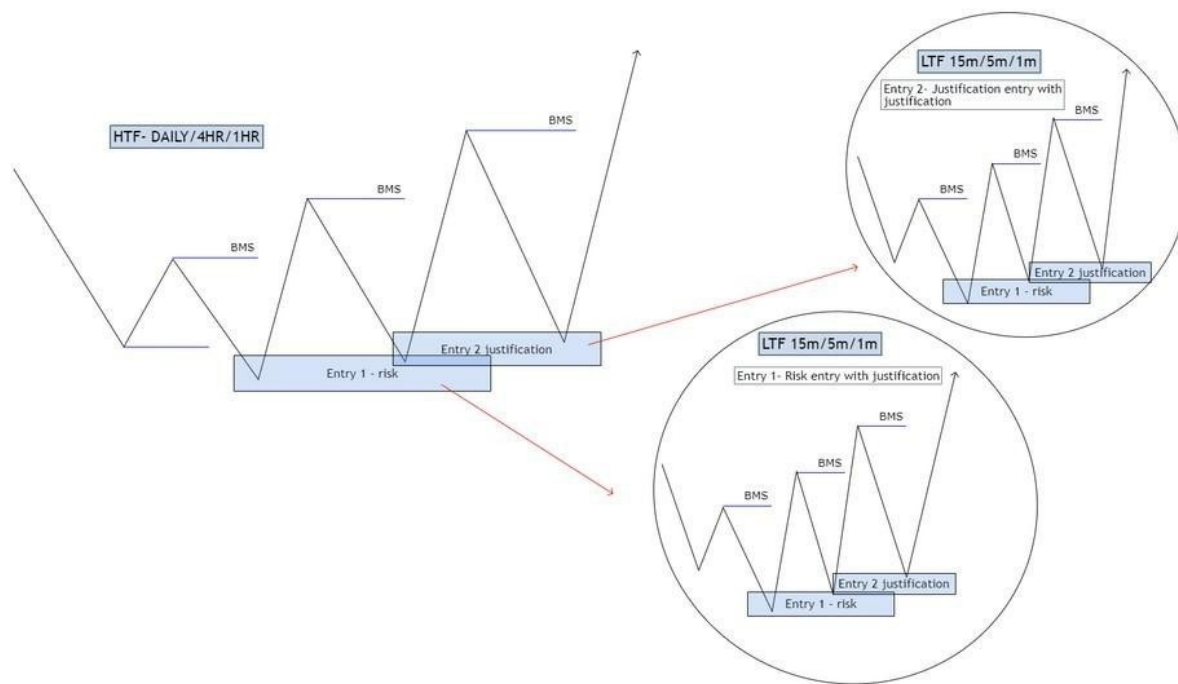 HTF- DAILY/4HR/1HR
BMS
BMS
BMS
Entry 2 justification
Entry 1 - risk
LTF 15m/5m/1m
Entry 2- Justification entry with
justification
BMS
BMS
BMS
Entry 2 justification
Entry 1 - risk
LTF 15m/5m/1m
Entry 1- Risk entry with justification
BMS
BMS
BMS
Entry 2 justification
Entry 1 - risk